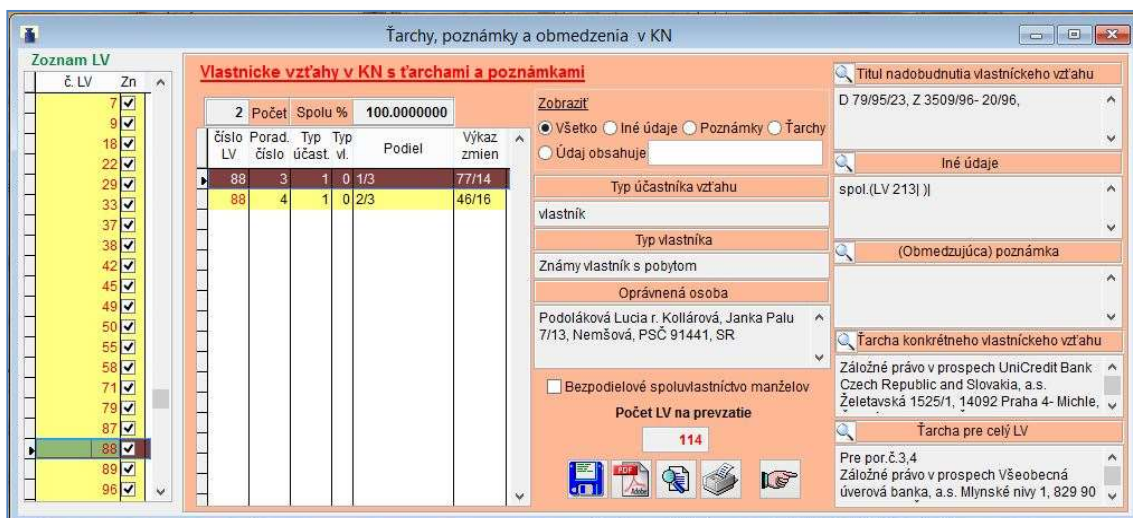 Ťarchy, poznámky a obmedzenia v KN
Zoznam LV
č. LV Zn
7
9
18
22
29
33
37
38
42
45
49
50
55
58
71
79
87
88
89
96
Vlastnícke vzťahy v KN s ťarchami a poznámkami
2 Počet Spolu % 100.0000000
číslo LV Porad. číslo Typ účast. Typ vl. Podiel Výkaz zmien
88 3 1 0 1/3 77/14
88 4 1 0 2/3 46/16
Zobraziť
Všetko Iné údaje Poznámky Ťarchy
Údaj obsahuje
Typ účastníka vzťahu
vlastník
Typ vlastníka
Známy vlastník s pobytom
Oprávnená osoba
Podoláková Lucia r. Kollárová, Janka Palu
7/13, Nemšová, PSČ 91441, SR
Bezpodielové spoluvlastníctvo manželov
Počet LV na prevzatie
114
PDF
Adobe
Titul nadobudnutia vlastníckeho vzťahu
D 79/95/23, Z 3509/96- 20/96,
Iné údaje
spol.(LV 213| )|
(Obmedzujúca) poznámka
Ťarcha konkrétneho vlastníckeho vzťahu
Záložné právo v prospech UniCredit Bank
Czech Republic and Slovakia, a.s.
Želetavská 1525/1, 14092 Praha 4- Michle,
Ťarcha pre celý LV
Pre por.č.3,4
Záložné právo v prospech Všeobecná
úverová banka, a.s. Mlynské nivy 1, 829 90